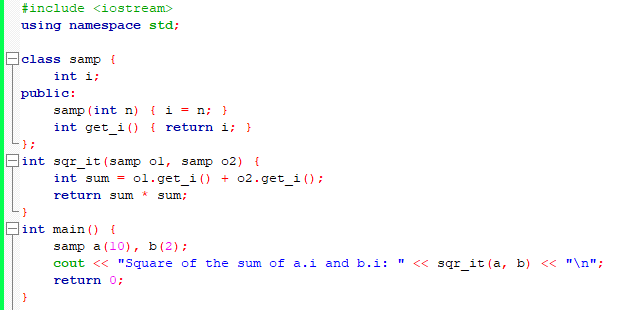 #include <iostream>
using namespace std;
class samp {
int i;
public:
samp(int n) { i = n; }
int get_i() { return i; }
};
int sqr_it(samp o1, samp o2) {
int sum = o1.get_i() + o2.get_i();
return sum * sum;
}
int main() {
samp a(10), b(2);
cout << "Square of the sum of a.i and b.i: " << sqr_it(a, b) << "\n";
return 0;
}